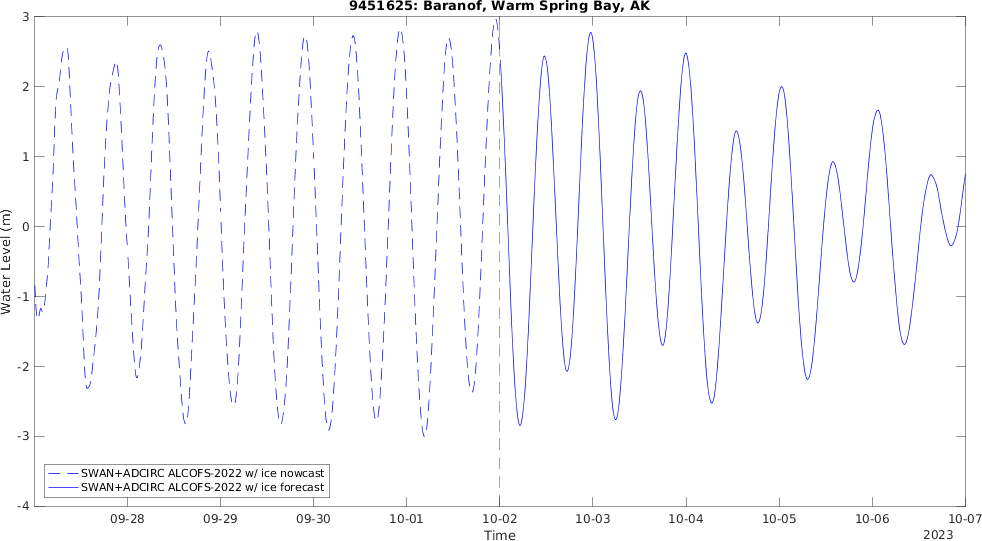 9451625: Baranof, Warm Spring Bay, AK
3
2
1
0
-1
-2
-3
-4
Water Level (m)
SWAN+ADCIRC ALCOFS-2022 w/ ice nowcast
SWAN+ADCIRC ALCOFS-2022 w/ ice forecast
09-28 09-29 09-30 10-01 10-02 10-03 10-04 10-05 10-06 10-07
Time
2023